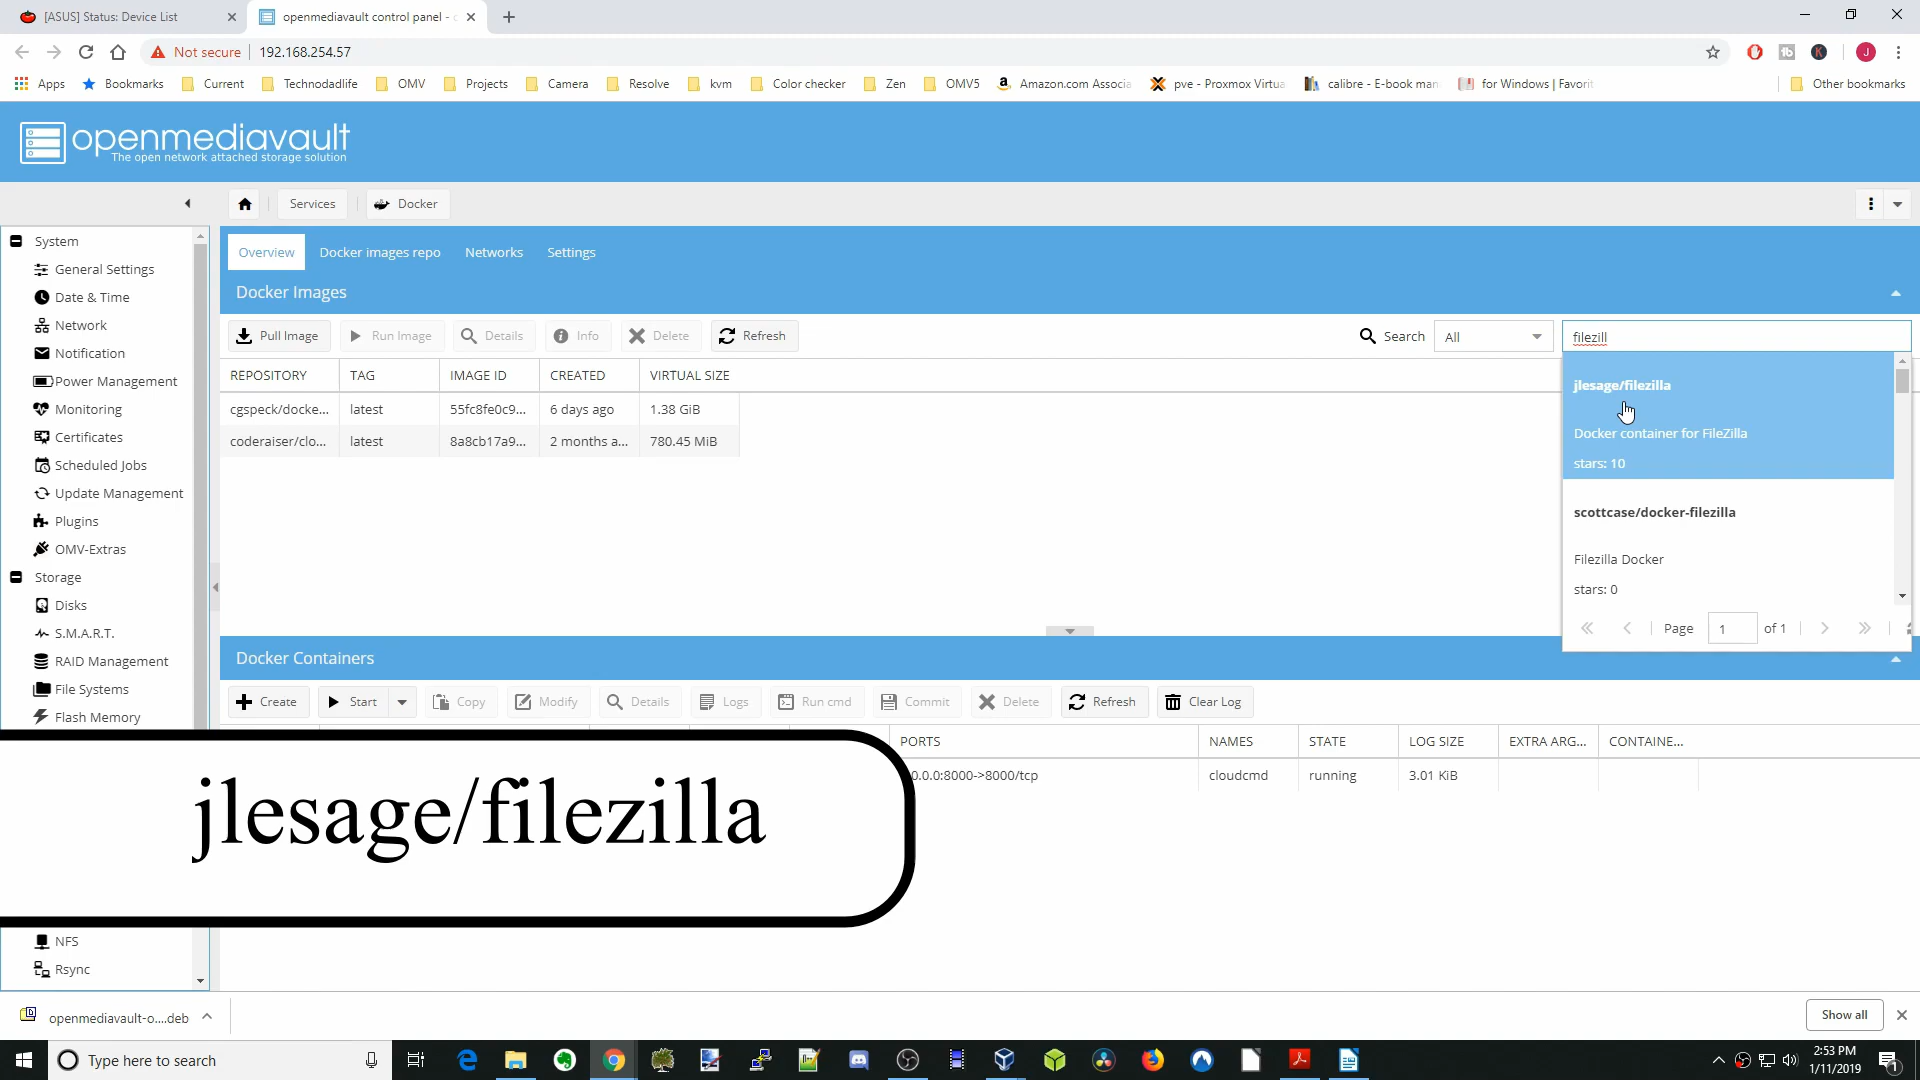 [ASUS] Status: Device List
openmediavault control panel - c
Not secure
192.168.254.57
Apps
Bookmarks
Current
Technodadlife
OMV
Projects
Camera
Resolve
kvm
Color checker
Zen
OMV5
Amazon.com Associa
pve - Proxmox Virtua
calibre - E-book man
for Windows | Favorit
Other bookmarks
openmediavault
The open network attached storage solution
Services
Docker
System
General Settings
Date & Time
Network
Notification
Power Management
Monitoring
Certificates
Scheduled Jobs
Update Management
Plugins
OMV-Extras
Storage
Disks
S.M.A.R.T.
RAID Management
File Systems
Flash Memory
NFS
Rsync
Overview
Docker images repo
Networks
Settings
Docker Images
Pull Image
Run Image
Details
Info
Delete
Refresh
Search
All
filezill
REPOSITORY TAG IMAGE ID CREATED VIRTUAL SIZE
cgspeck/docke... latest 55fc8fe0c9... 6 days ago 1.38 GiB
coderaiser/clo... latest 8a8cb17a9... 2 months a... 780.45 MiB
jlesage/filezilla
Docker container for FileZilla
stars: 10
scottcase/docker-filezilla
Filezilla Docker
stars: 0
Page 1 of 1
Docker Containers
Create
Start
Copy
Modify
Details
Logs
Run cmd
Commit
Delete
Refresh
Clear Log
PORTS NAMES STATE LOG SIZE EXTRA ARG... CONTAINE...
.0.0.0:8000->8000/tcp cloudcmd running 3.01 KiB
jlesage/filezilla
openmediavault-o....deb
Show all
Type here to search
2:53 PM
1/11/2019